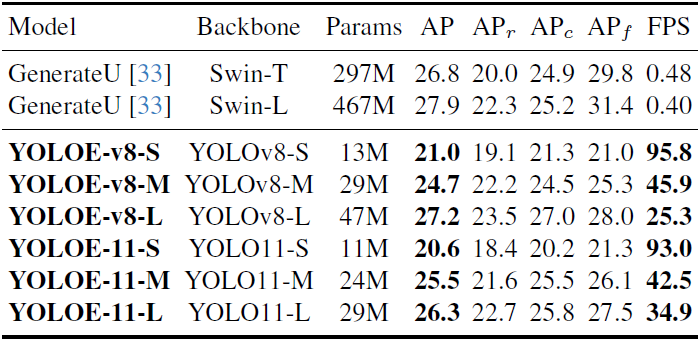 Model Backbone Params AP APr APc APf FPS
GenerateU [33] Swin-T 297M 26.8 20.0 24.9 29.8 0.48
GenerateU [33] Swin-L 467M 27.9 22.3 25.2 31.4 0.40
YOLOE-v8-S YOLOv8-S 13M 21.0 19.1 21.3 21.0 95.8
YOLOE-v8-M YOLOv8-M 29M 24.7 22.2 24.5 25.3 45.9
YOLOE-v8-L YOLOv8-L 47M 27.2 23.5 27.0 28.0 25.3
YOLOE-11-S YOLO11-S 11M 20.6 18.4 20.2 21.3 93.0
YOLOE-11-M YOLO11-M 24M 25.5 21.6 25.5 26.1 42.5
YOLOE-11-L YOLO11-L 29M 26.3 22.7 25.8 27.5 34.9